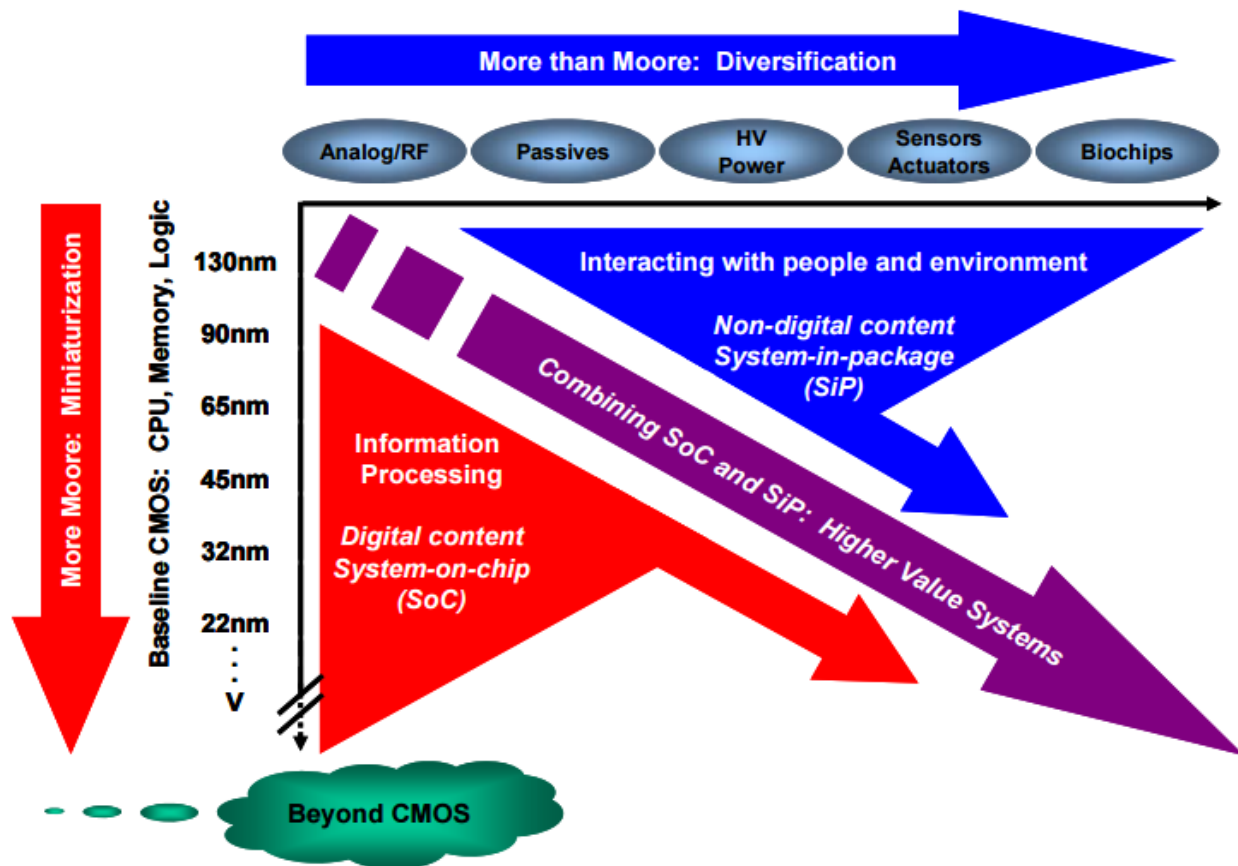 More than Moore: Diversification
Analog/RF
Passives
HV
Power
Sensors
Actuators
Biochips
More Moore: Miniaturization
Baseline CMOS: CPU, Memory, Logic
130nm
90nm
65nm
45nm
32nm
22nm
.
.
.
V
Interacting with people and environment
Non-digital content
System-in-package
(SiP)
Combining SoC and SiP: Higher Value Systems
Information
Processing
Digital content
System-on-chip
(SoC)
Beyond CMOS